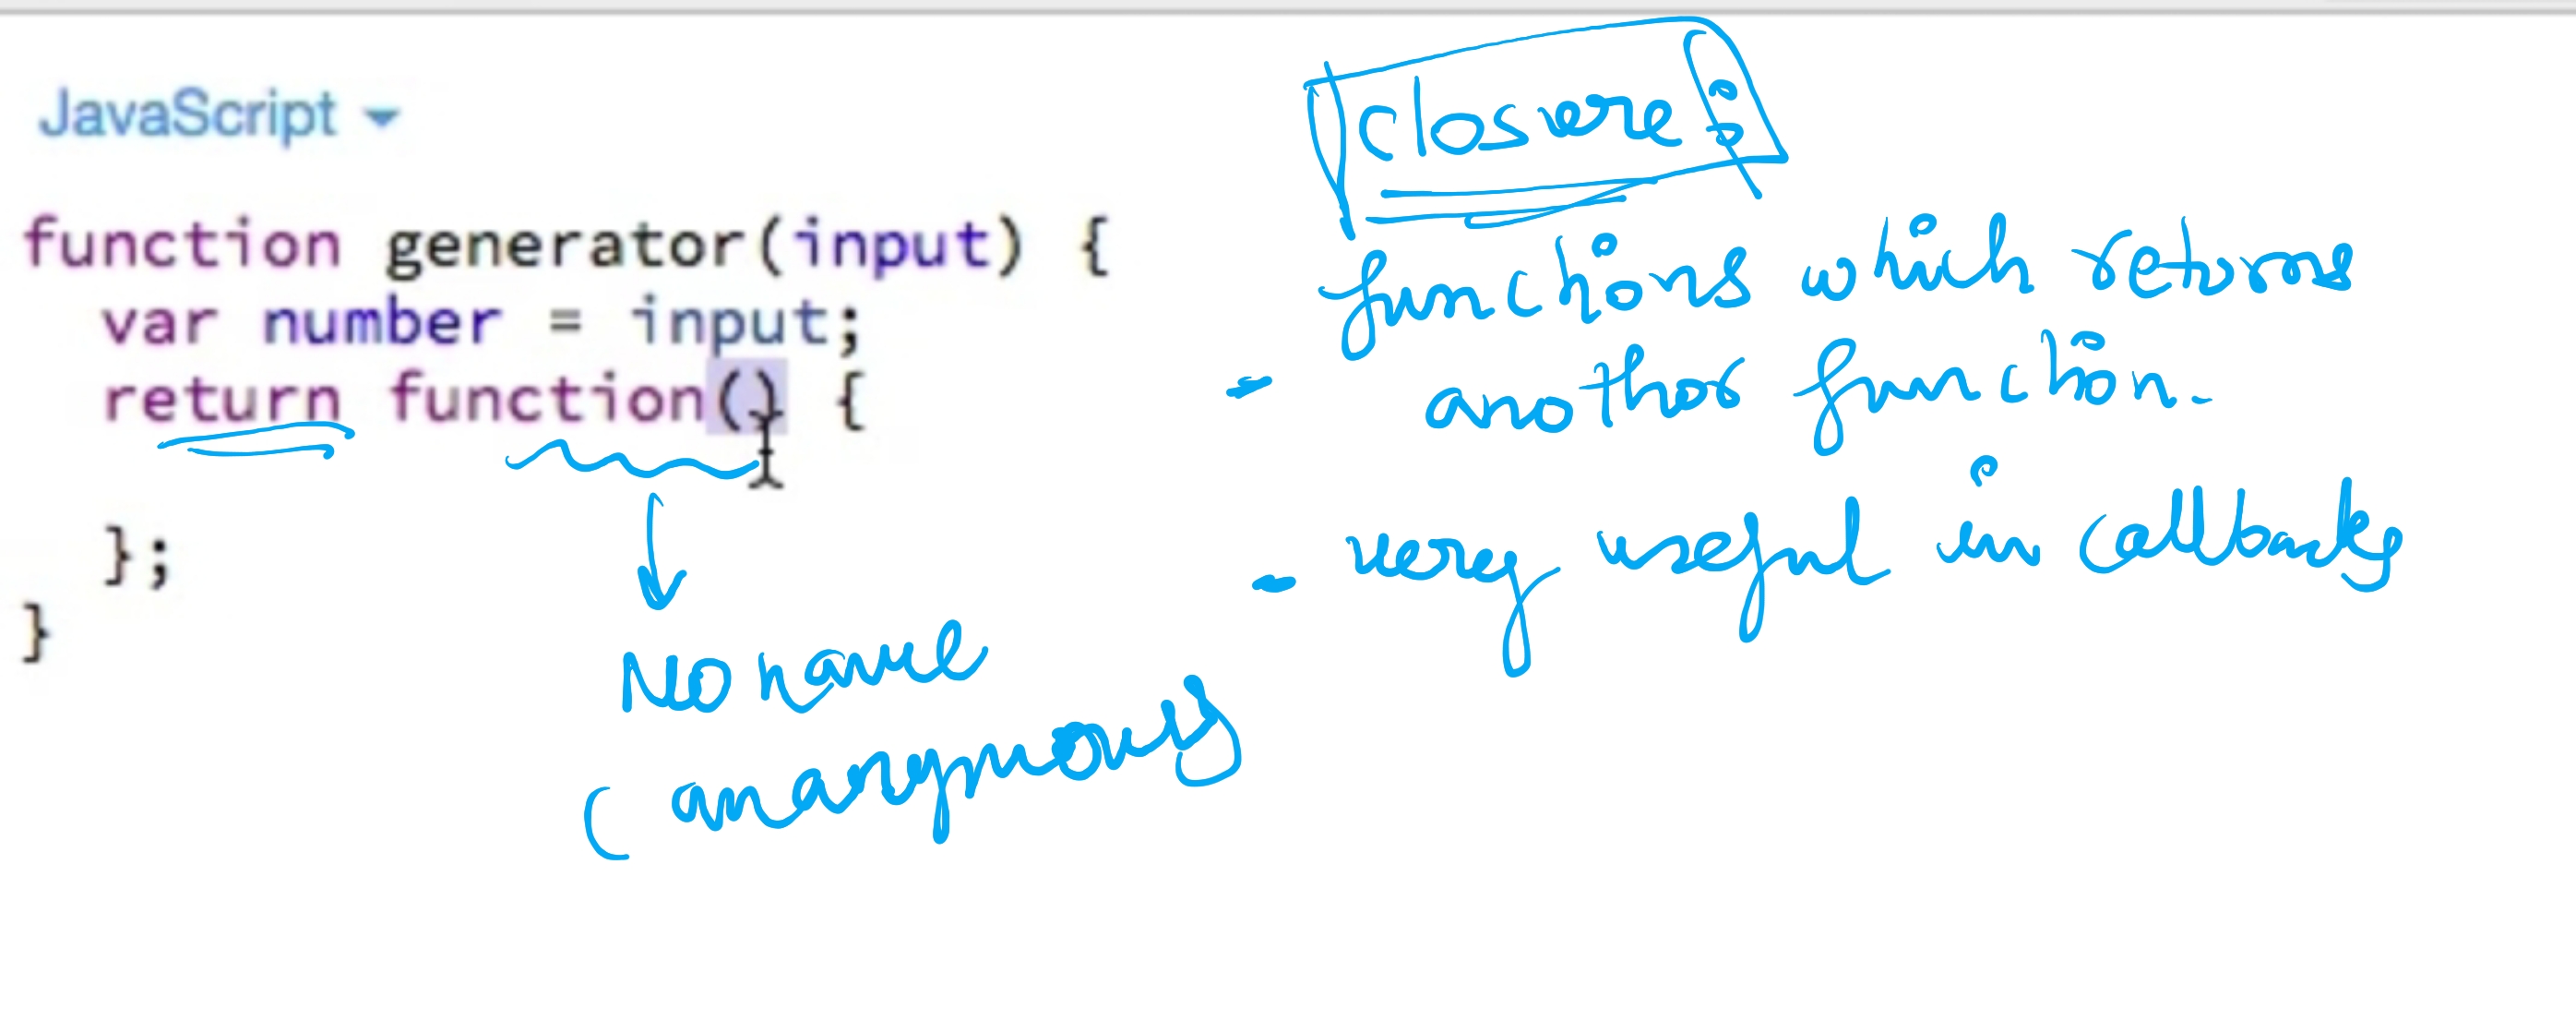 JavaScript
function generator(input) {
var number = input;
return function() {
};
}
No name
(anonymous
closure:
functions which returns
- another function.
- very useful in callbacks